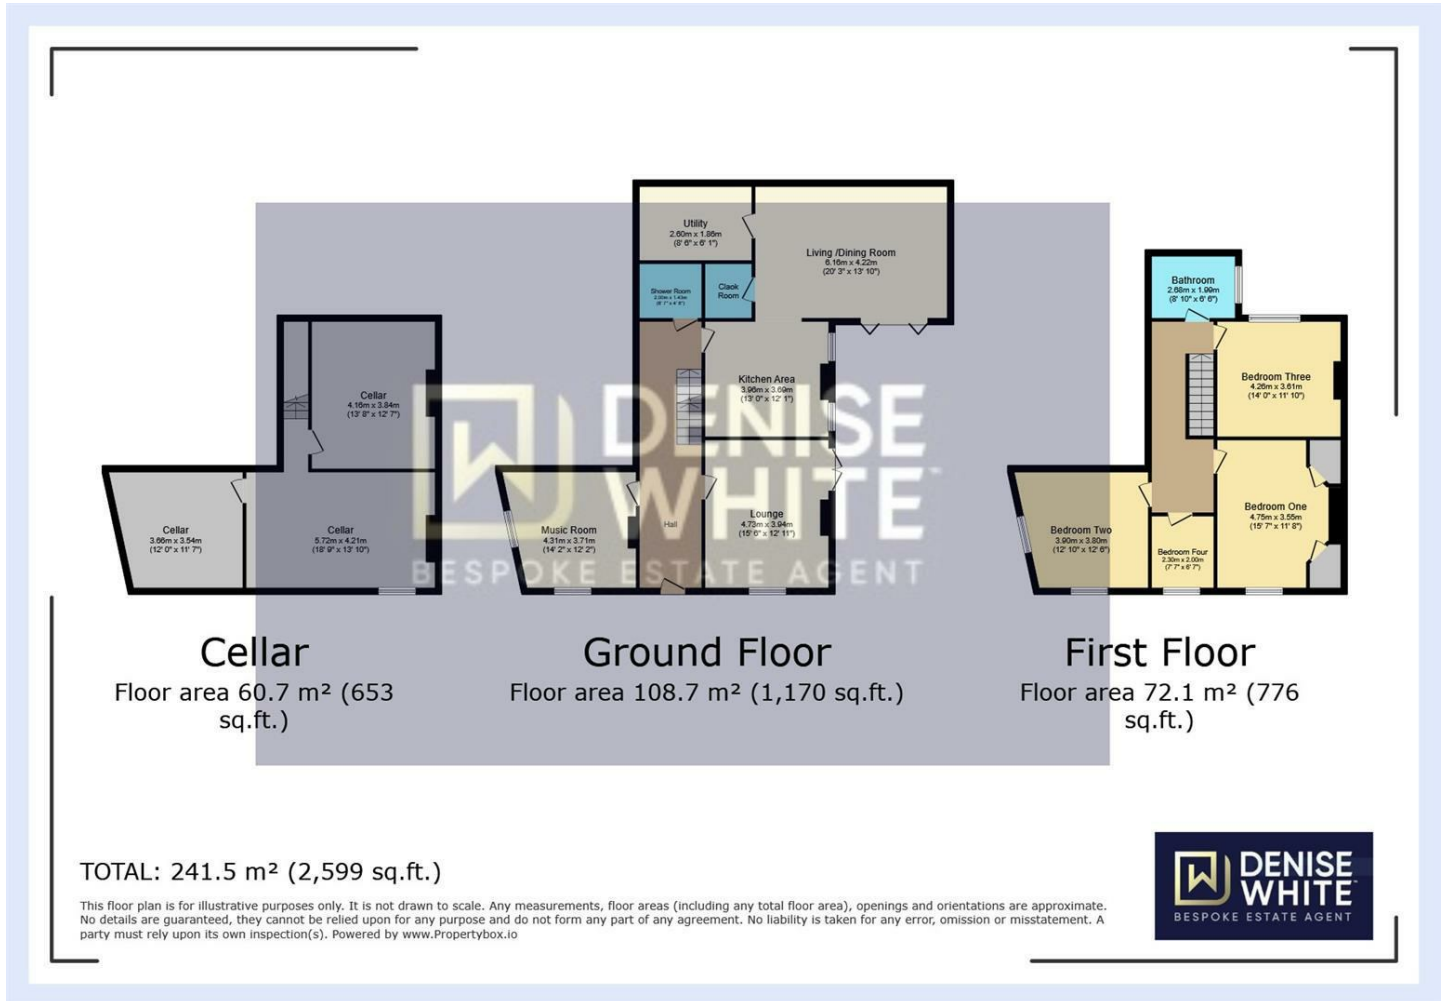 Utility
2.60m x 1.86m
(8' 6" x 6' 1")
Living /Dining Room
6.16m x 4.22m
(20' 3" x 13' 10")
Shower Room
Claok
Room
Kitchen Area
3.96m x 3.69m
(13' 0" x 12' 1")
Lounge
4.73m x 3.94m
(15' 6" x 12' 11")
Music Room
4.31m x 3.71m
(14' 2" x 12' 2")
Hall
Cellar
4.16m x 3.84m
(13' 8" x 12' 7")
Cellar
3.66m x 3.54m
(12' 0" x 11' 7")
Cellar
5.72m x 4.21m
(18' 9" x 13' 10")
Bathroom
2.68m x 1.99m
(8' 10" x 6' 6")
Bedroom Three
4.26m x 3.61m
(14' 0" x 11' 10")
Bedroom One
4.75m x 3.55m
(15' 7" x 11' 8")
Bedroom Two
3.90m x 3.80m
(12' 10" x 12' 6")
Bedroom Four
2.30m x 2.00m
(7' 7" x 6' 7")
DENISE
WHITE
BESPOKE ESTATE AGENT
Cellar
Floor area 60.7 m² (653
sq.ft.)
Ground Floor
Floor area 108.7 m² (1,170 sq.ft.)
First Floor
Floor area 72.1 m² (776
sq.ft.)
TOTAL: 241.5 m² (2,599 sq.ft.)
This floor plan is for illustrative purposes only. It is not drawn to scale. Any measurements, floor areas (including any total floor area), openings and orientations are approximate.
No details are guaranteed, they cannot be relied upon for any purpose and do not form any part of any agreement. No liability is taken for any error, omission or misstatement. A
party must rely upon its own inspection(s). Powered by www.Propertybox.io
DENISE
WHITE
BESPOKE ESTATE AGENT